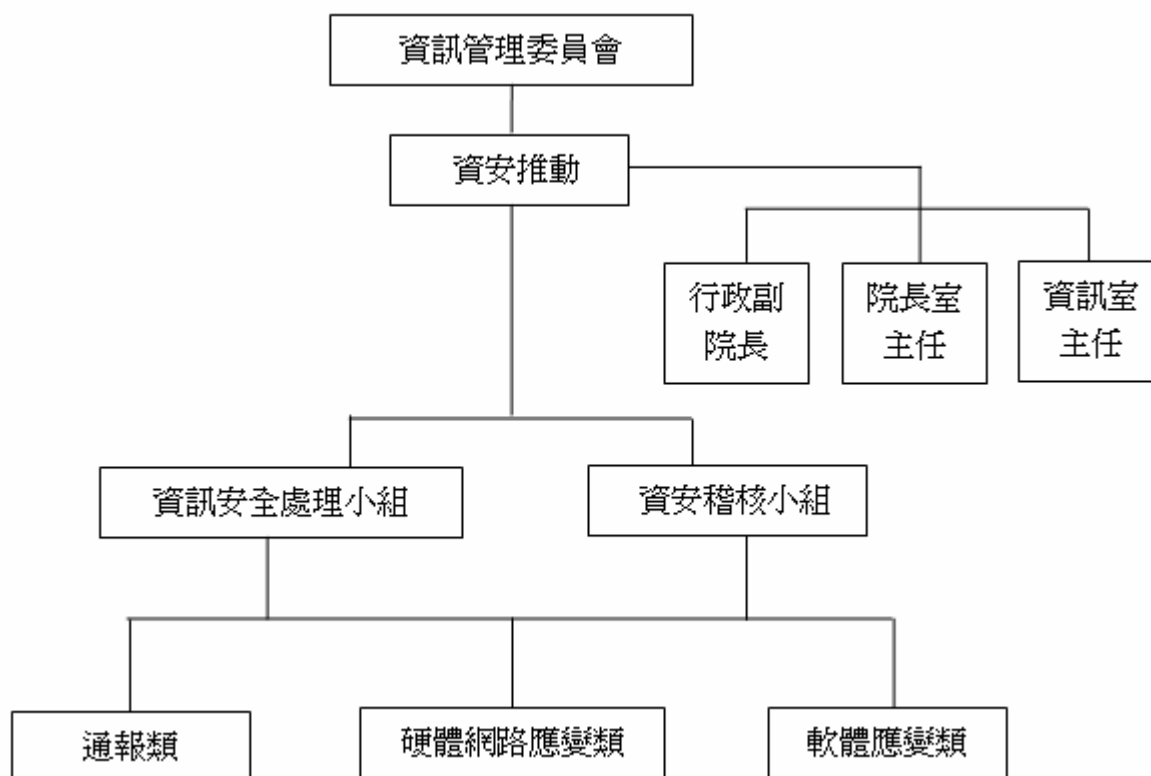 資訊管理委員會
資安推動
行政副
院長
院長室
主任
資訊室
主任
資訊安全處理小組
資安稽核小組
通報類
硬體網路應變類
軟體應變類